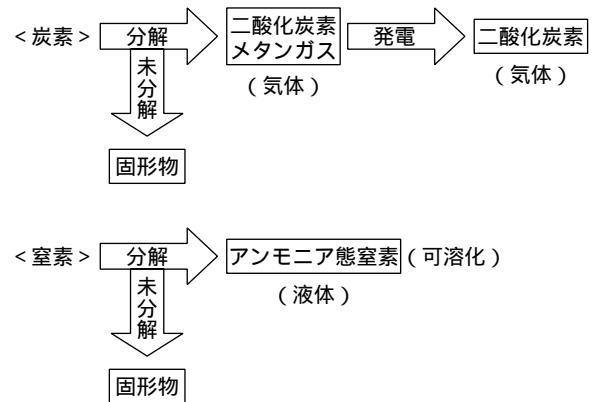 <炭素>
分解
二酸化炭素
メタンガス
(気体)
発電
二酸化炭素
(気体)
未分解
固形物
<窒素>
分解
アンモニア態窒素(可溶化)
(液体)
未分解
固形物